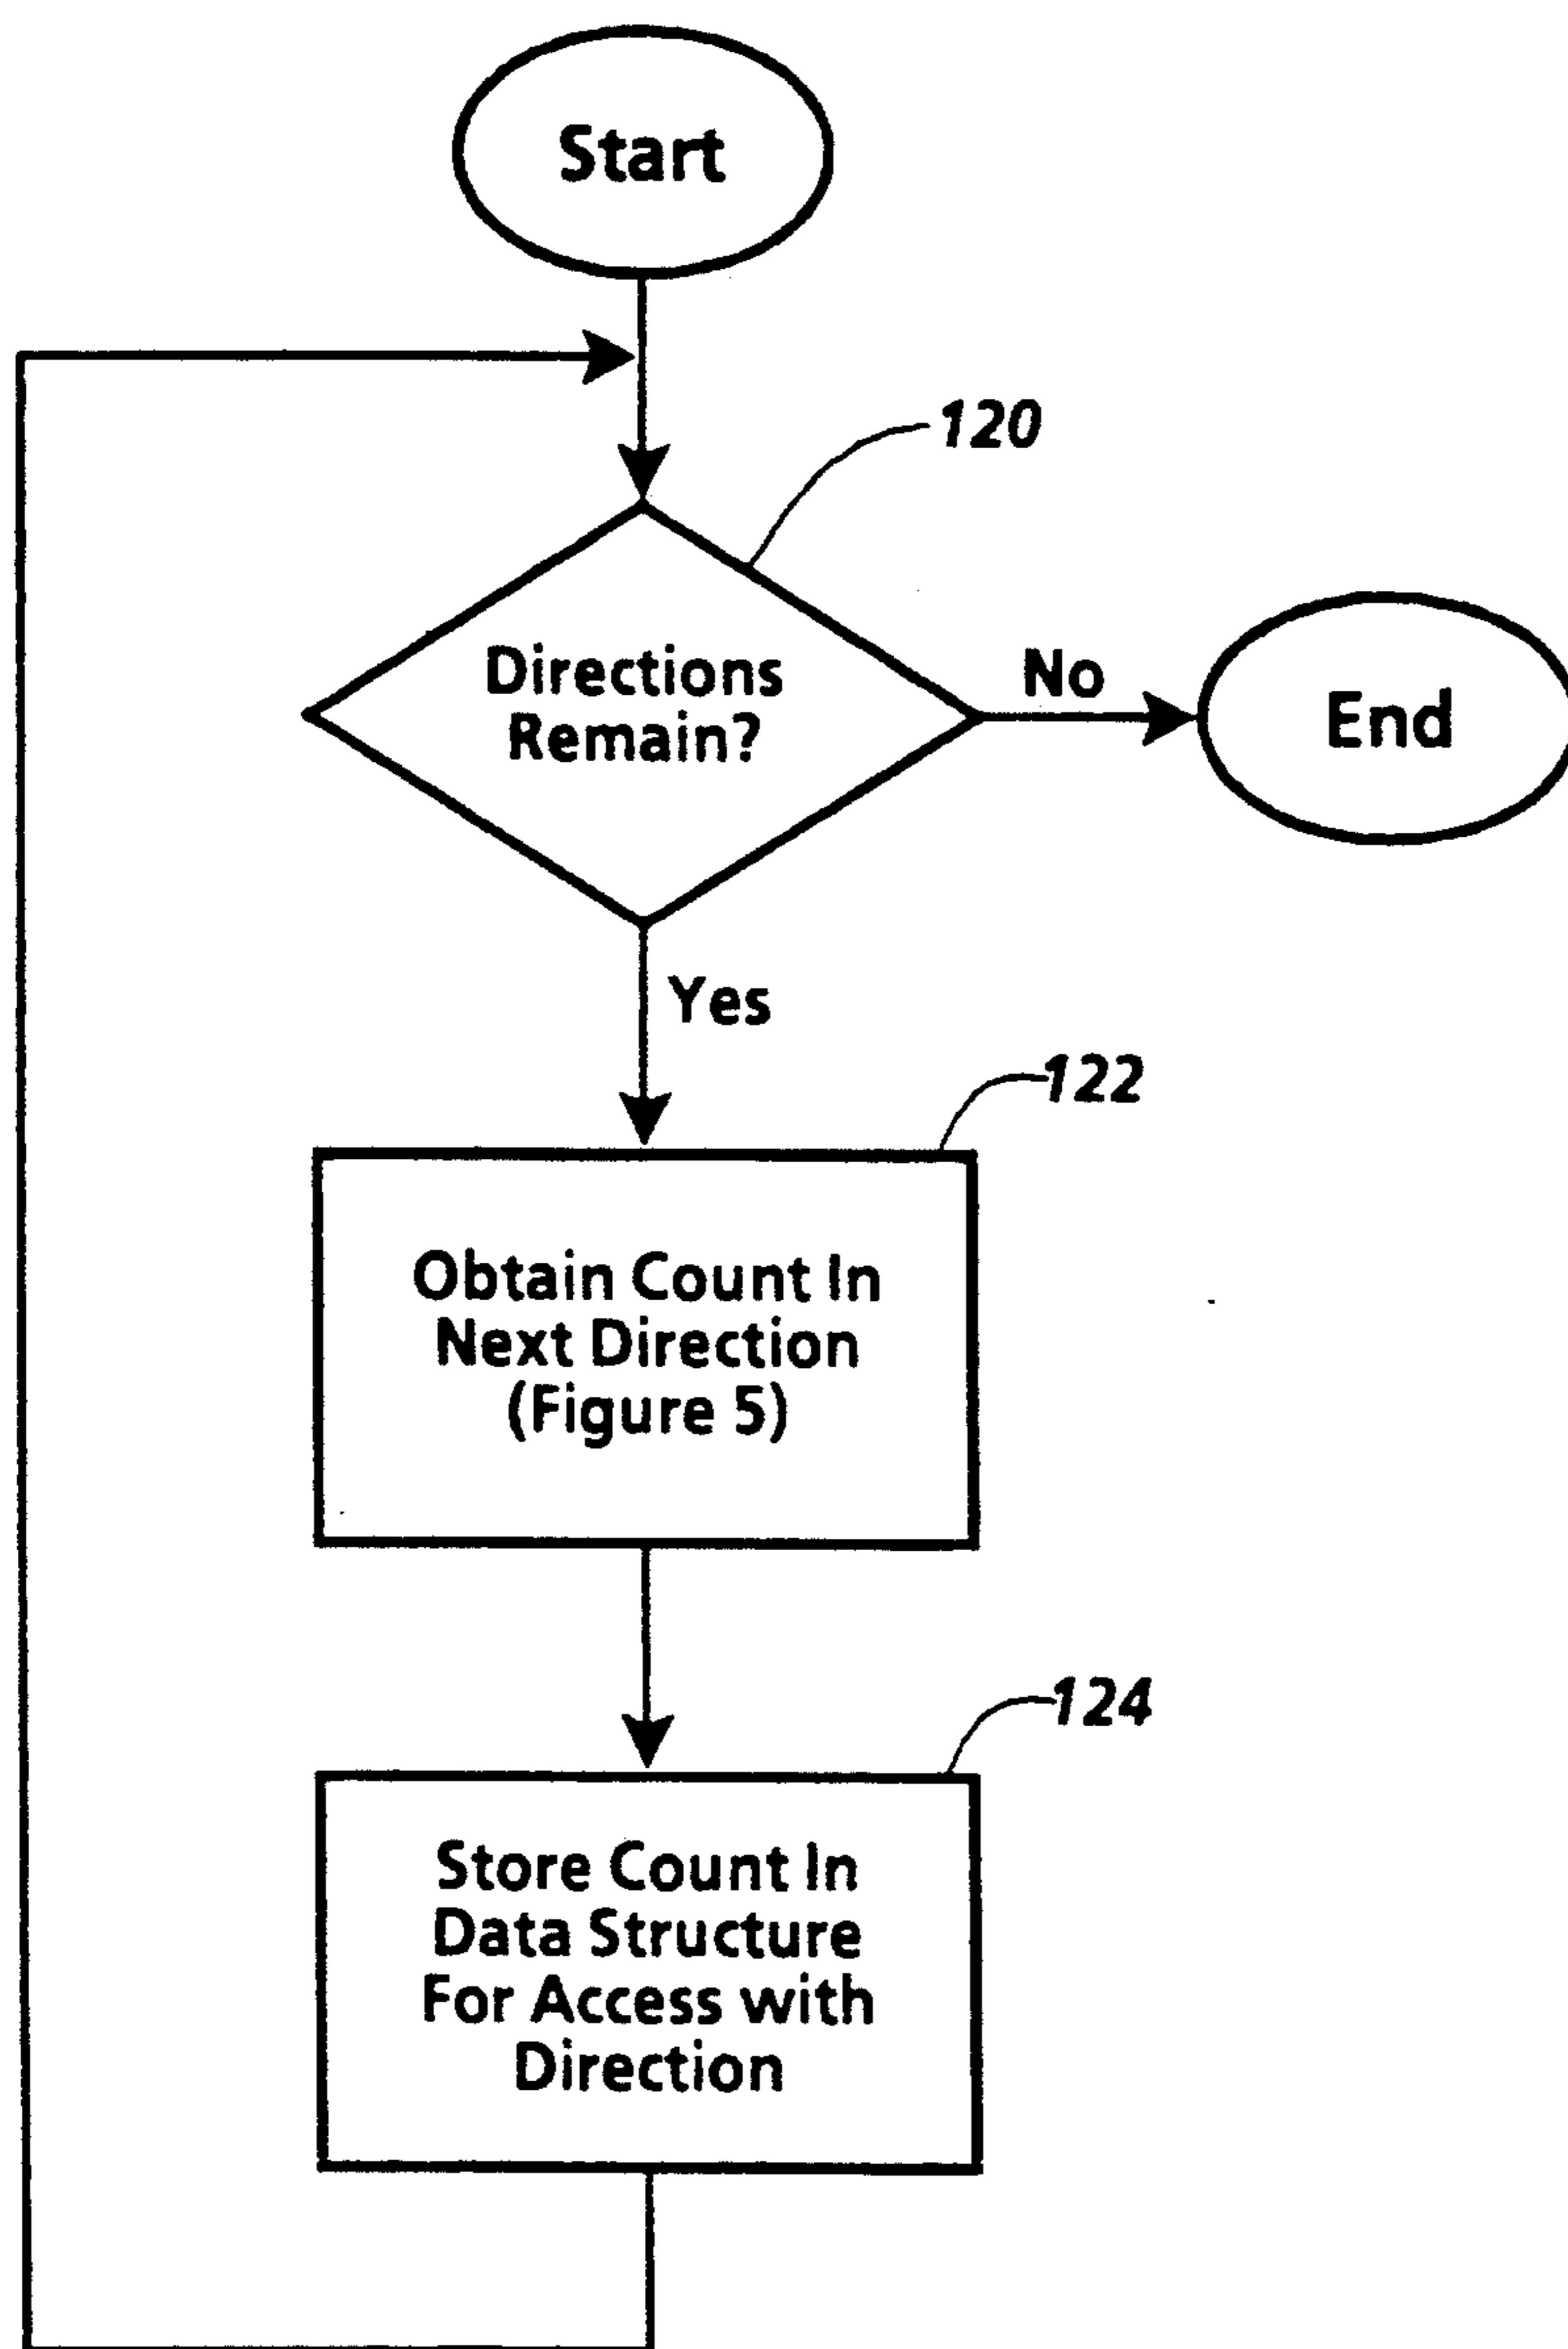 Start
120
Directions
Remain?
No
End
Yes
122
Obtain Count In
Next Direction
(Figure 5)
124
Store Count In
Data Structure
For Access with
Direction